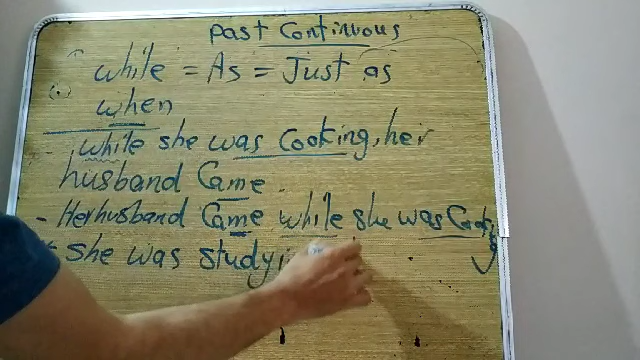 Past Continuous
while = As = Just as
when
while she was Cooking, her
husband Came.
- Her husband Came while she was
she was